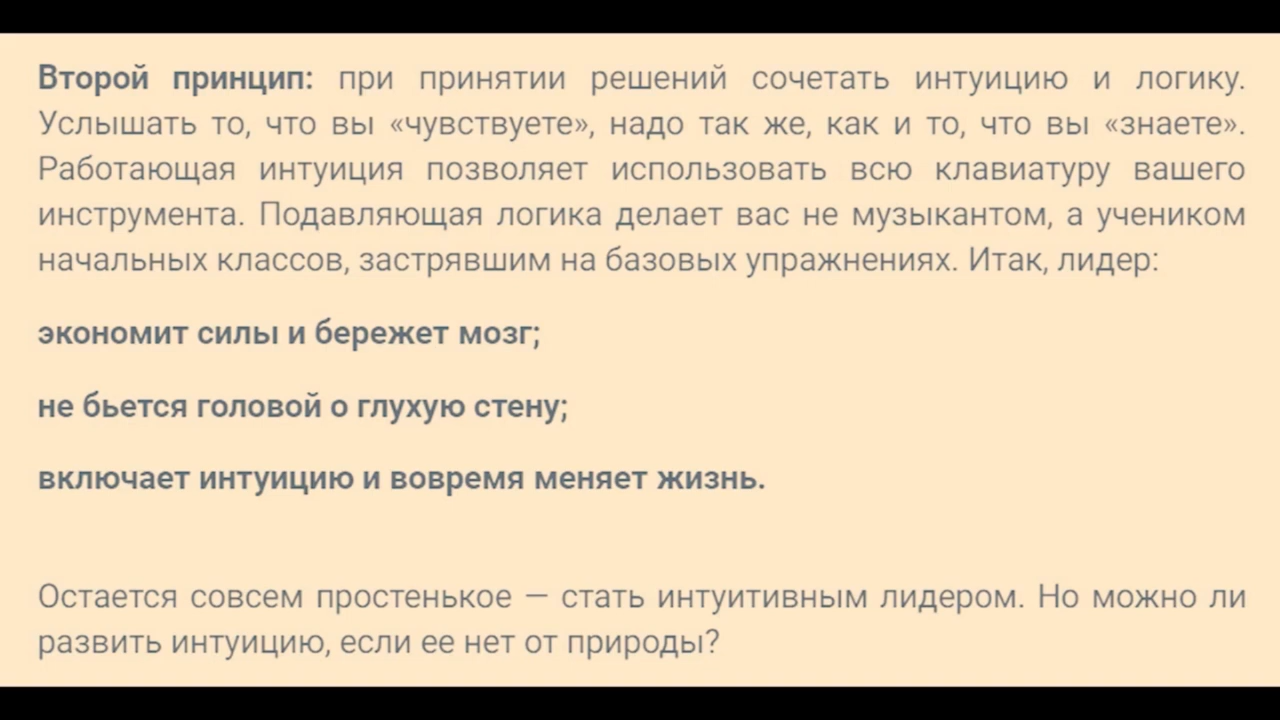 Второй принцип: при принятии решений сочетать интуицию и логику.
Услышать то, что вы «чувствуете», надо так же, как и то, что вы «знаете».
Работающая интуиция позволяет использовать всю клавиатуру вашего
инструмента. Подавляющая логика делает вас не музыкантом, а учеником
начальных классов, застрявшим на базовых упражнениях. Итак, лидер:
экономит силы и бережет мозг;
не бьется головой о глухую стену;
включает интуицию и вовремя меняет жизнь.
Остается совсем простенькое — стать интуитивным лидером. Но можно ли
развить интуицию, если ее нет от природы?